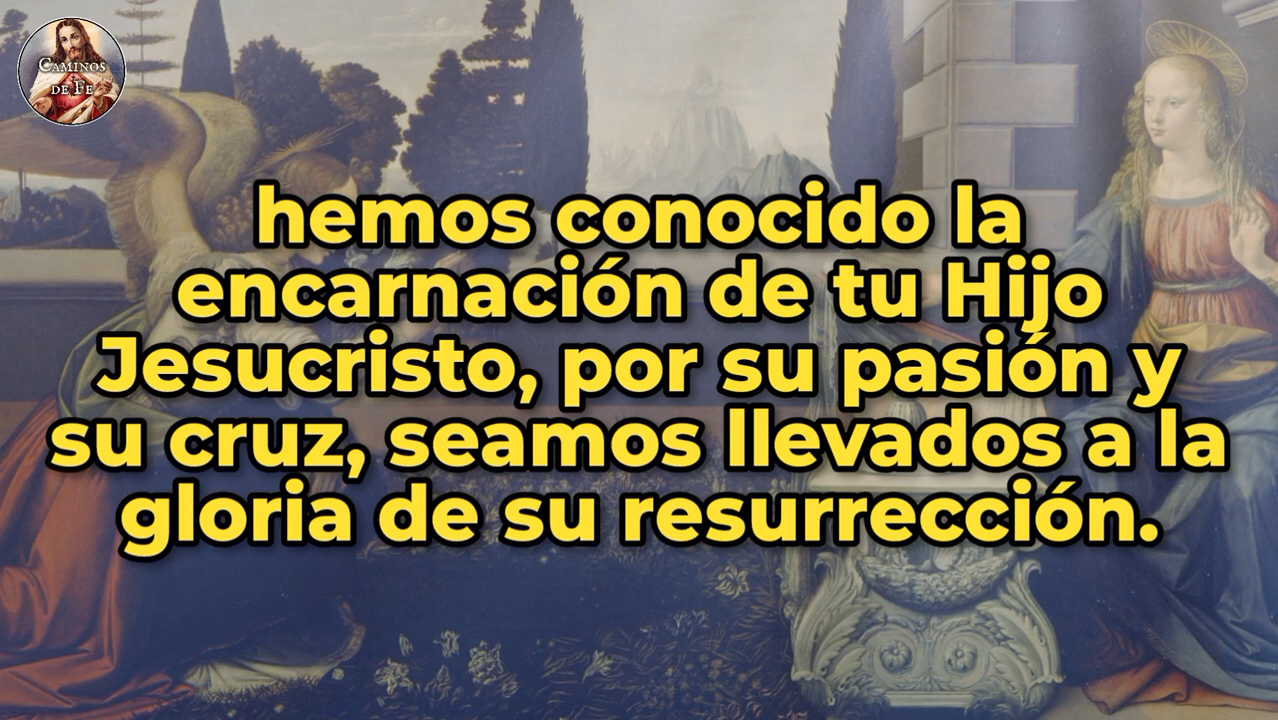 CAMINOS
DE FE
hemos conocido la
encarnación de tu Hijo
Jesucristo, por su pasión y
su cruz, seamos llevados a la
gloria de su resurrección.